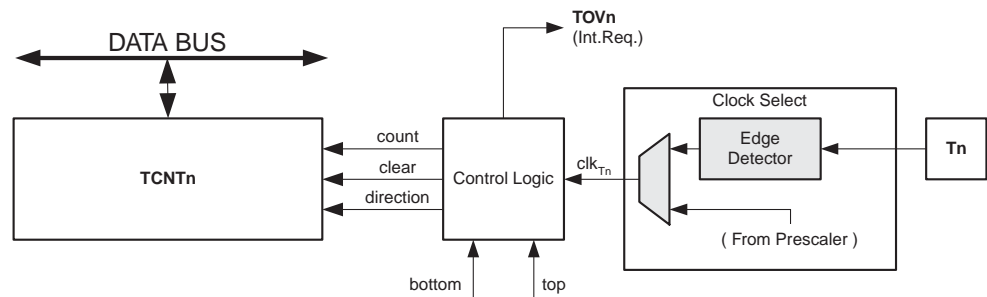 TOVn
(Int.Req.)
DATA BUS
Clock Select
count
Edge
Detector
Tn
TCNTn
clear
Control Logic
clkTn
direction
( From Prescaler )
bottom
top